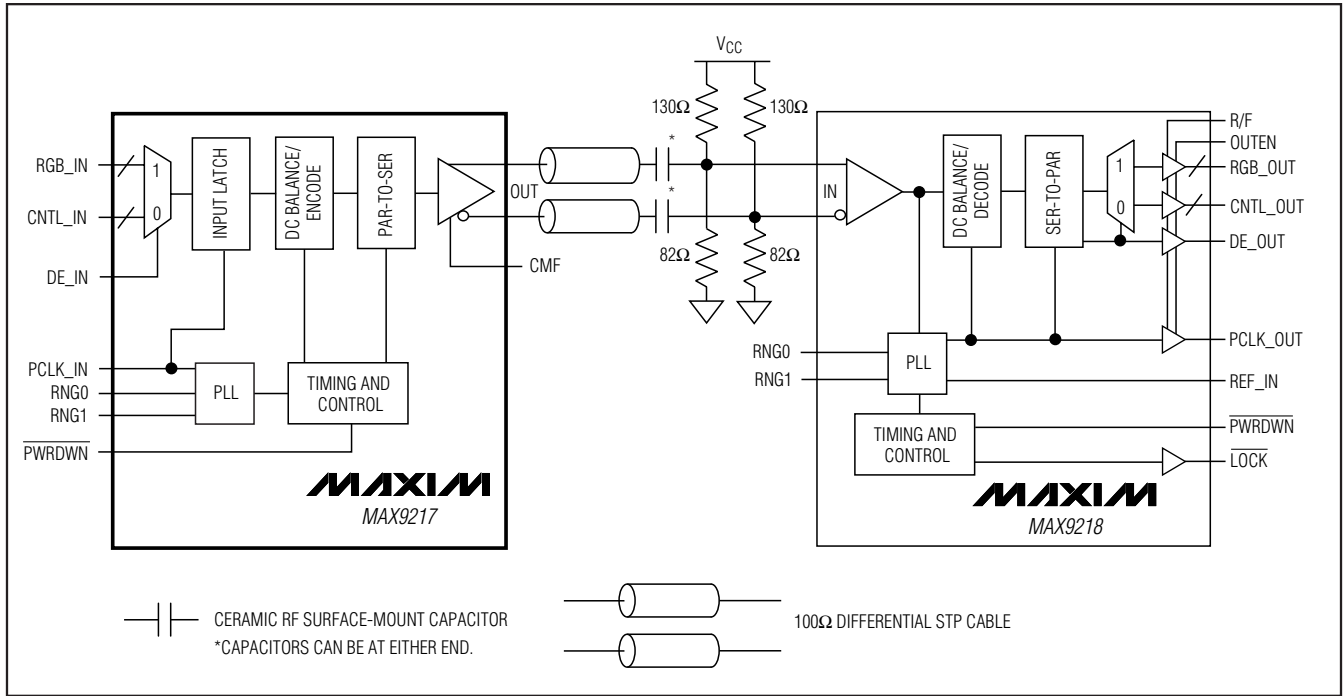 VCC
130Ω
130Ω
*
*
82Ω
82Ω
RGB_IN
CNTL_IN
DE_IN
PCLK_IN
RNG0
RNG1
PWRDWN
1
0
INPUT LATCH
DC BALANCE/
ENCODE
PAR-TO-SER
OUT
CMF
PLL
TIMING AND
CONTROL
MAXIM
MAX9217
IN
RNG0
RNG1
DC BALANCE/
DECODE
SER-TO-PAR
1
0
PLL
TIMING AND
CONTROL
R/F
OUTEN
RGB_OUT
CNTL_OUT
DE_OUT
PCLK_OUT
REF_IN
PWRDWN
LOCK
MAXIM
MAX9218
CERAMIC RF SURFACE-MOUNT CAPACITOR
*CAPACITORS CAN BE AT EITHER END.
100Ω DIFFERENTIAL STP CABLE